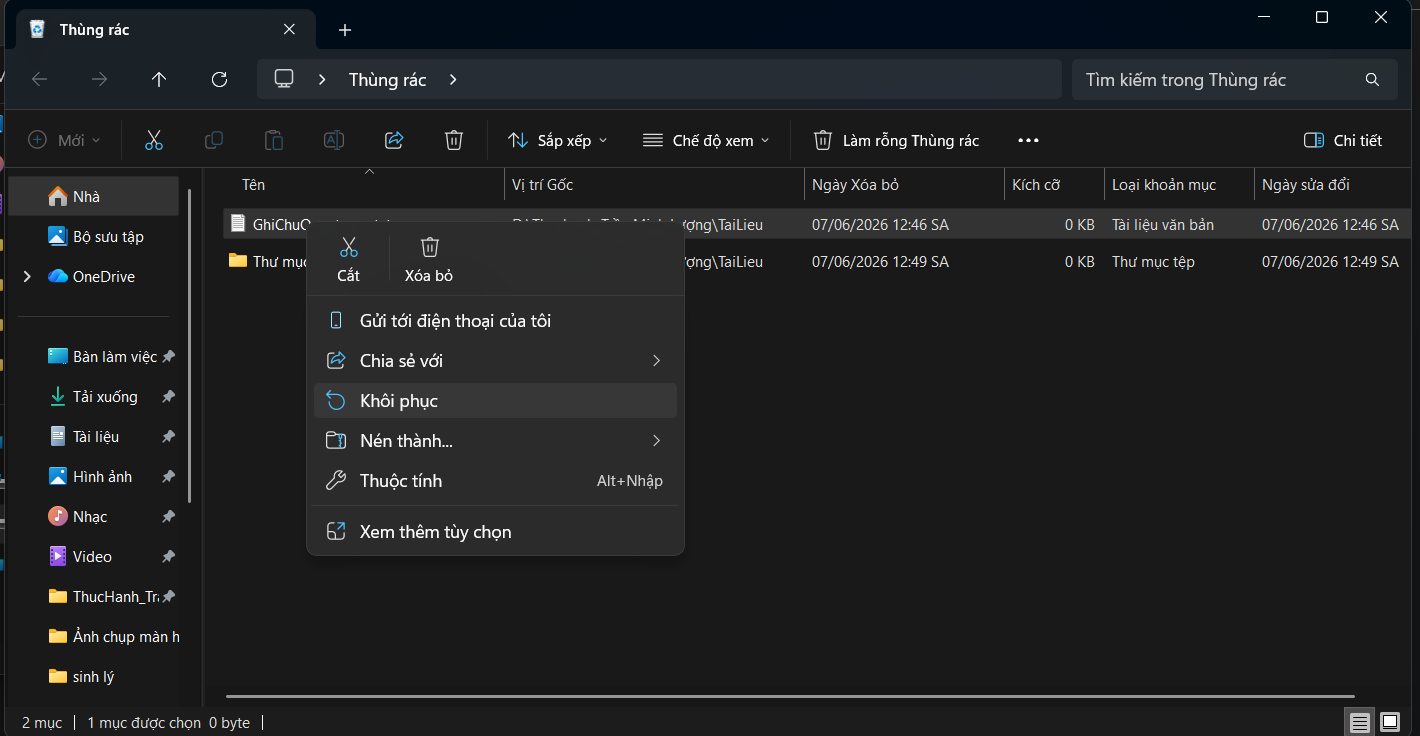 Thùng rác
Thùng rác
Tìm kiếm trong Thùng rác
Mới
Sắp xếp
Chế độ xem
Làm rỗng Thùng rác
Chi tiết
Tên
Vị trí Gốc
Ngày Xóa bỏ
Kích cỡ
Loại khoản mục
Ngày sửa đổi
Nhà
Bộ sưu tập
OneDrive
Bàn làm việc
Tải xuống
Tài liệu
Hình ảnh
Nhạc
Video
ThucHanh_Tr
Ảnh chụp màn h
sinh lý
07/06/2026 12:46 SA 0 KB Tài liệu văn bản 07/06/2026 12:46 SA
Thư mục 07/06/2026 12:49 SA 0 KB Thư mục tệp 07/06/2026 12:49 SA
Cắt
Xóa bỏ
Gửi tới điện thoại của tôi
Chia sẻ với
Khôi phục
Nén thành...
Thuộc tính Alt+Nhập
Xem thêm tùy chọn
2 mục 1 mục được chọn 0 byte